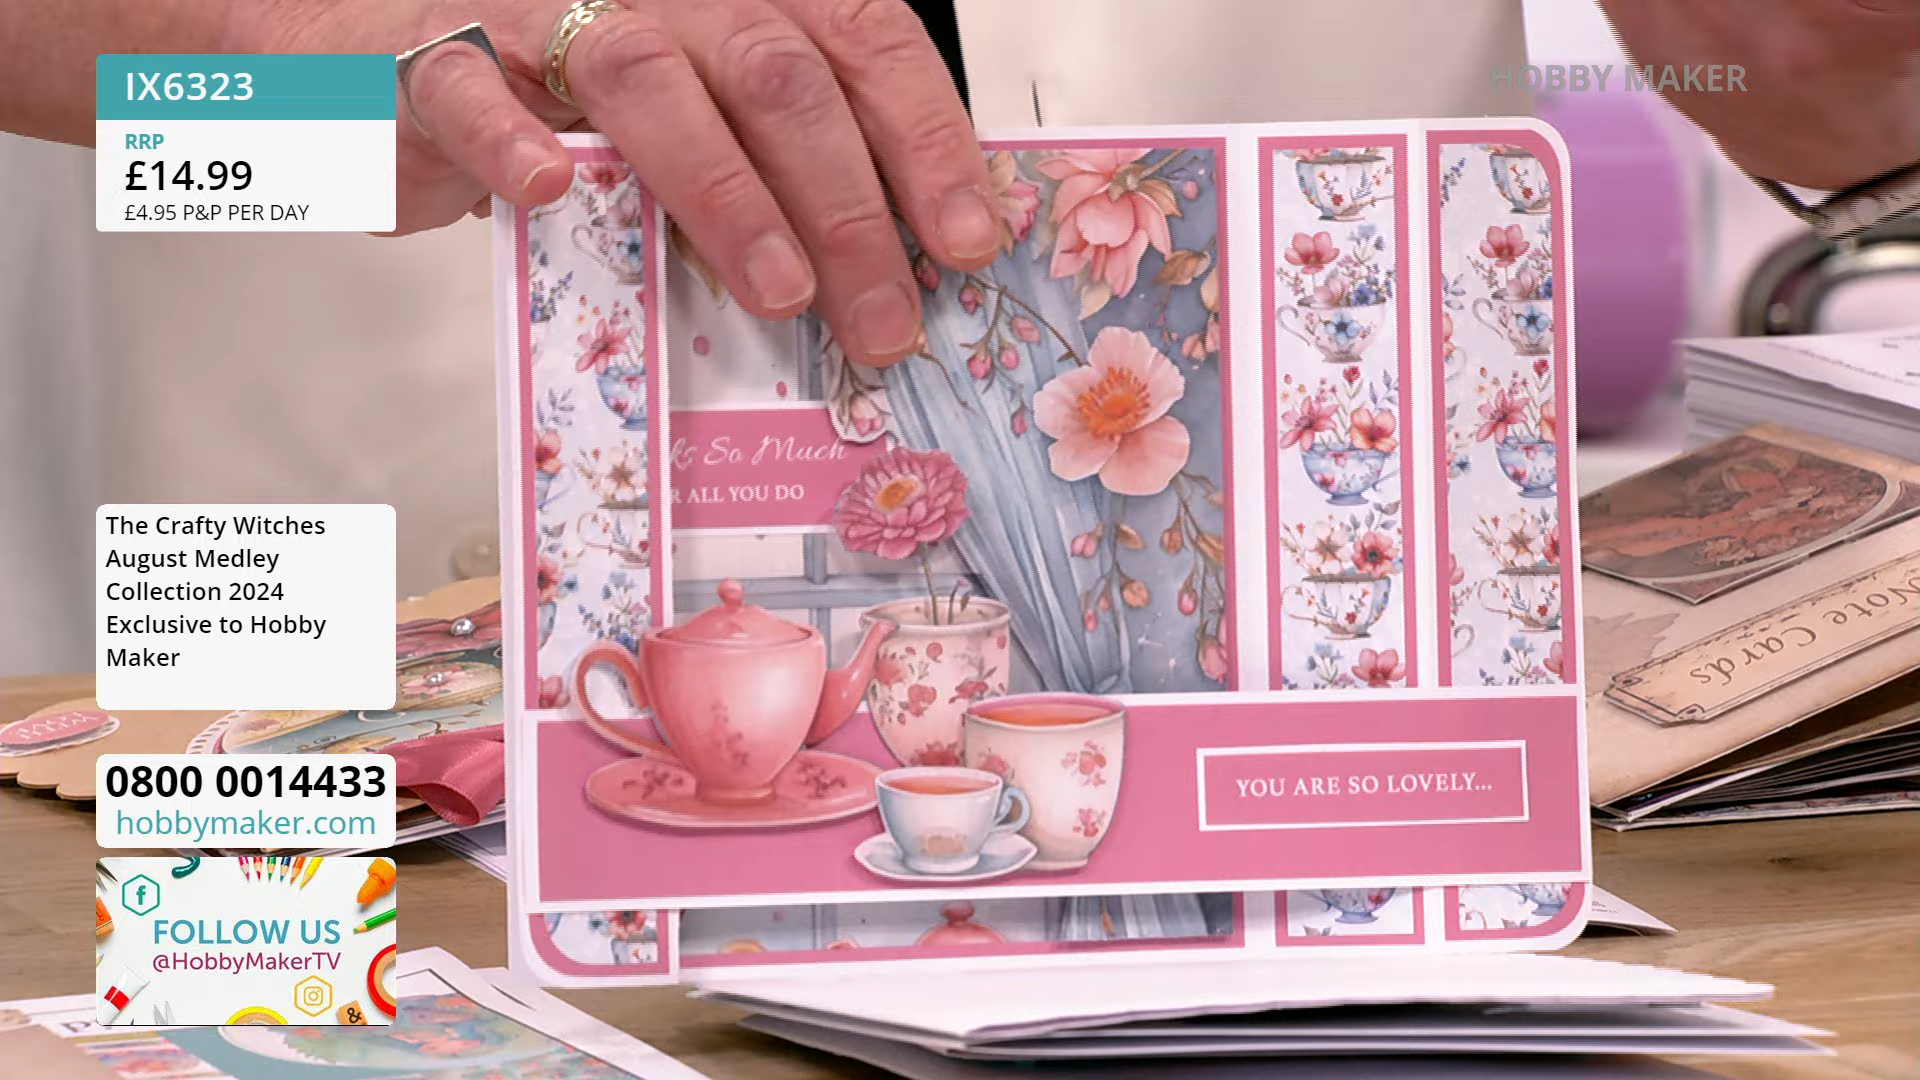 IX6323
RRP
£14.99
£4.95 P&P PER DAY
HOBBY MAKER
So Much
ALL YOU DO
The Crafty Witches
August Medley
Collection 2024
Exclusive to Hobby
Maker
Note Cards
0800 0014433
hobbymaker.com
YOU ARE SO LOVELY...
FOLLOW US
@HobbyMakerTV